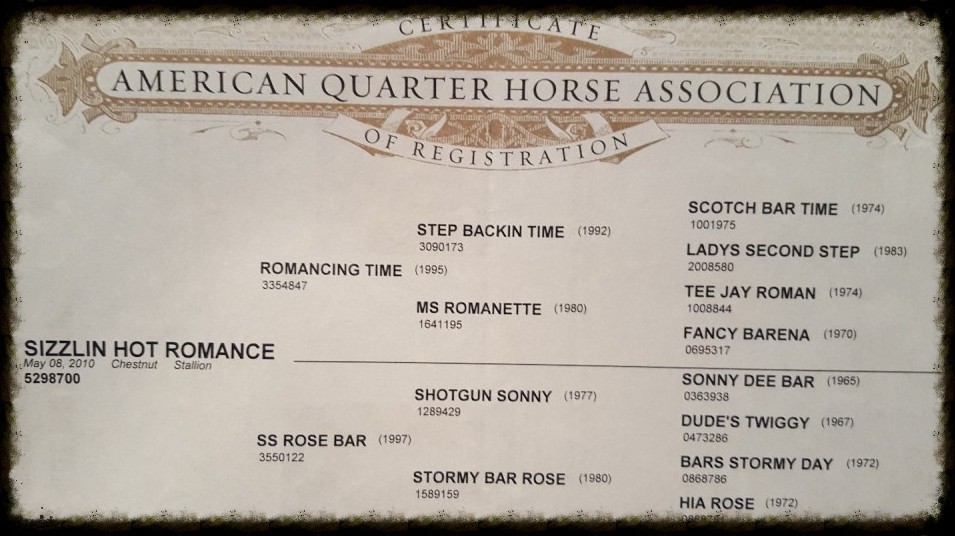 CERTIFICATE
AMERICAN QUARTER HORSE ASSOCIATION
OF REGISTRATION
SCOTCH BAR TIME (1974)
1001975
STEP BACKIN TIME (1992)
3090173
LADYS SECOND STEP (1983)
2008580
ROMANCING TIME (1995)
3354847
TEE JAY ROMAN (1974)
1008844
MS ROMANETTE (1980)
1641195
FANCY BARENA (1970)
0695317
SIZZLIN HOT ROMANCE
May 08, 2010 Chestnut Stallion
5298700
SONNY DEE BAR (1965)
0363938
SHOTGUN SONNY (1977)
1289429
DUDE'S TWIGGY (1967)
0473286
SS ROSE BAR (1997)
3550122
BARS STORMY DAY (1972)
0868786
STORMY BAR ROSE (1980)
1589159
HIA ROSE (1972)